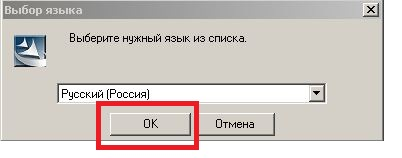 Выбор языка
Выберите нужный язык из списка.
Русский (Россия)
OK
Отмена